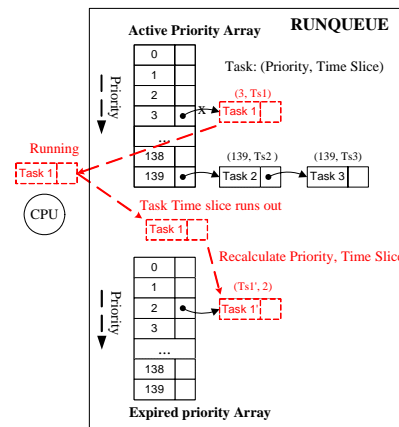 RUNQUEUE
Active Priority Array
Task: (Priority, Time Slice)
0
1
2
3
...
138
139
Priority
x
(3, Ts1)
Task 1
Running
Task 1
CPU
(139, Ts2)
(139, Ts3)
Task 2
Task 3
Task Time slice runs out
Task 1
Recalculate Priority, Time Slice
(Ts1', 2)
Task 1'
0
1
2
3
...
138
139
Priority
Expired priority Array